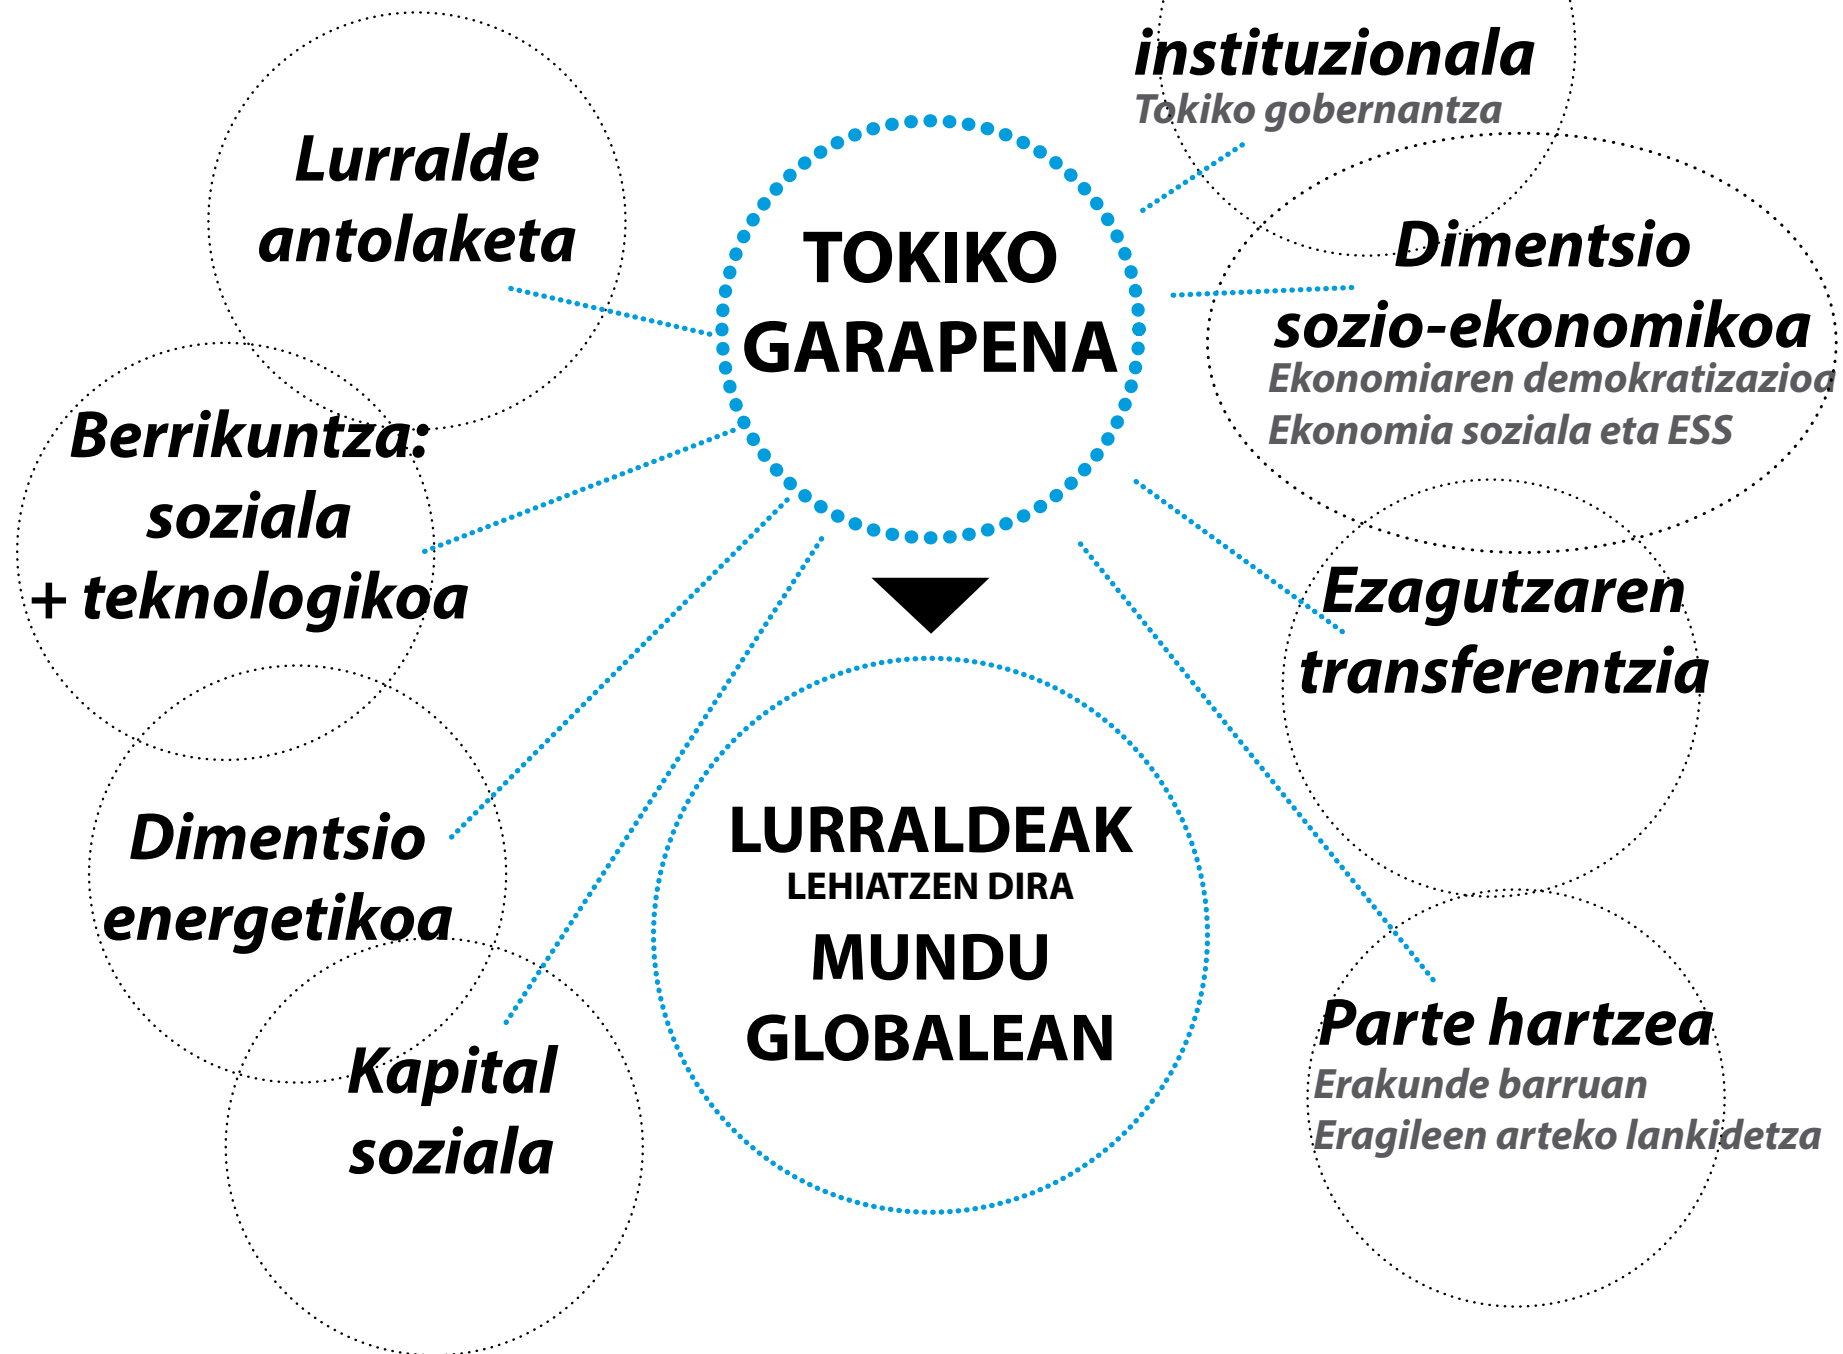 Lurralde
antolaketa
Berrikuntza:
soziala
+ teknologikoa
Dimentsio
energetikoa
Kapital
soziala
TOKIKO
GARAPENA
LURRALDEAK
LEHIATZEN DIRA
MUNDU
GLOBALEAN
instituzionala
Tokiko gobernantza
Dimentsio
sozio-ekonomikoa
Ekonomiaren demokratizazioa
Ekonomia soziala eta ESS
Ezagutzaren
transferentzia
Parte hartzea
Erakunde barruan
Eragileen arteko lankidetza